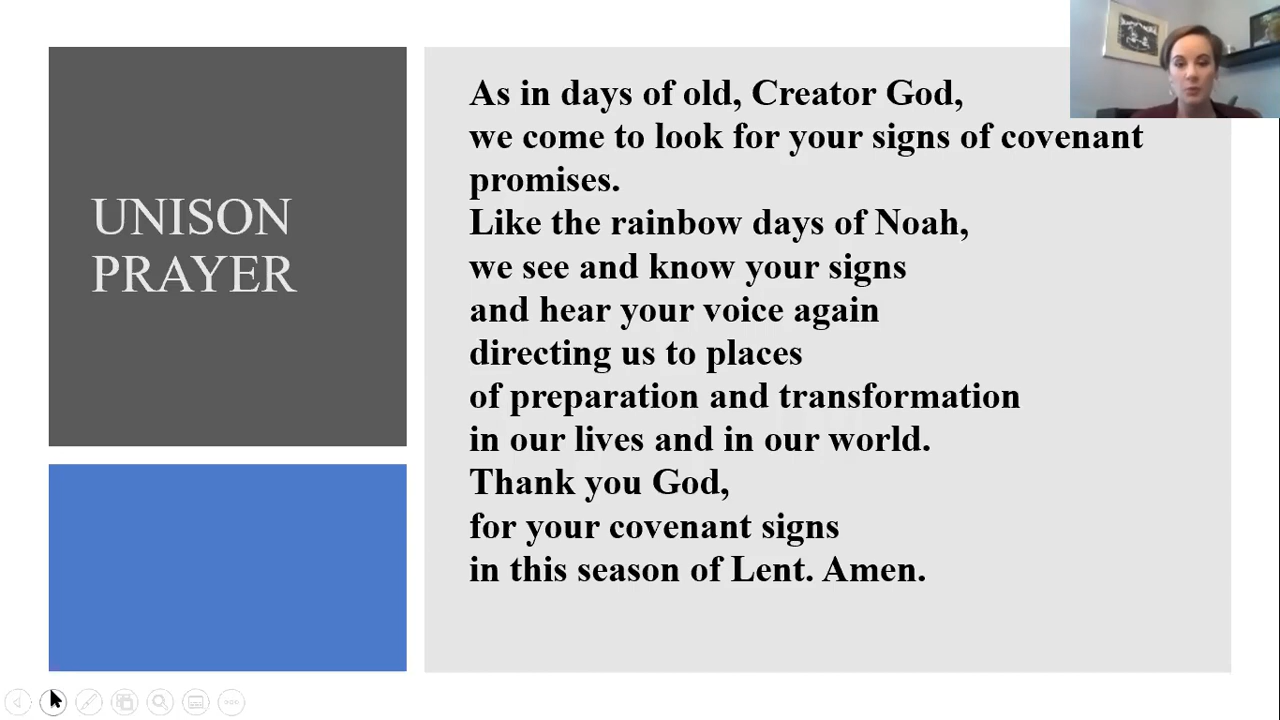 UNISON
PRAYER
As in days of old, Creator God,
we come to look for your signs of covenant
promises.
Like the rainbow days of Noah,
we see and know your signs
and hear your voice again
directing us to places
of preparation and transformation
in our lives and in our world.
Thank you God,
for your covenant signs
in this season of Lent. Amen.